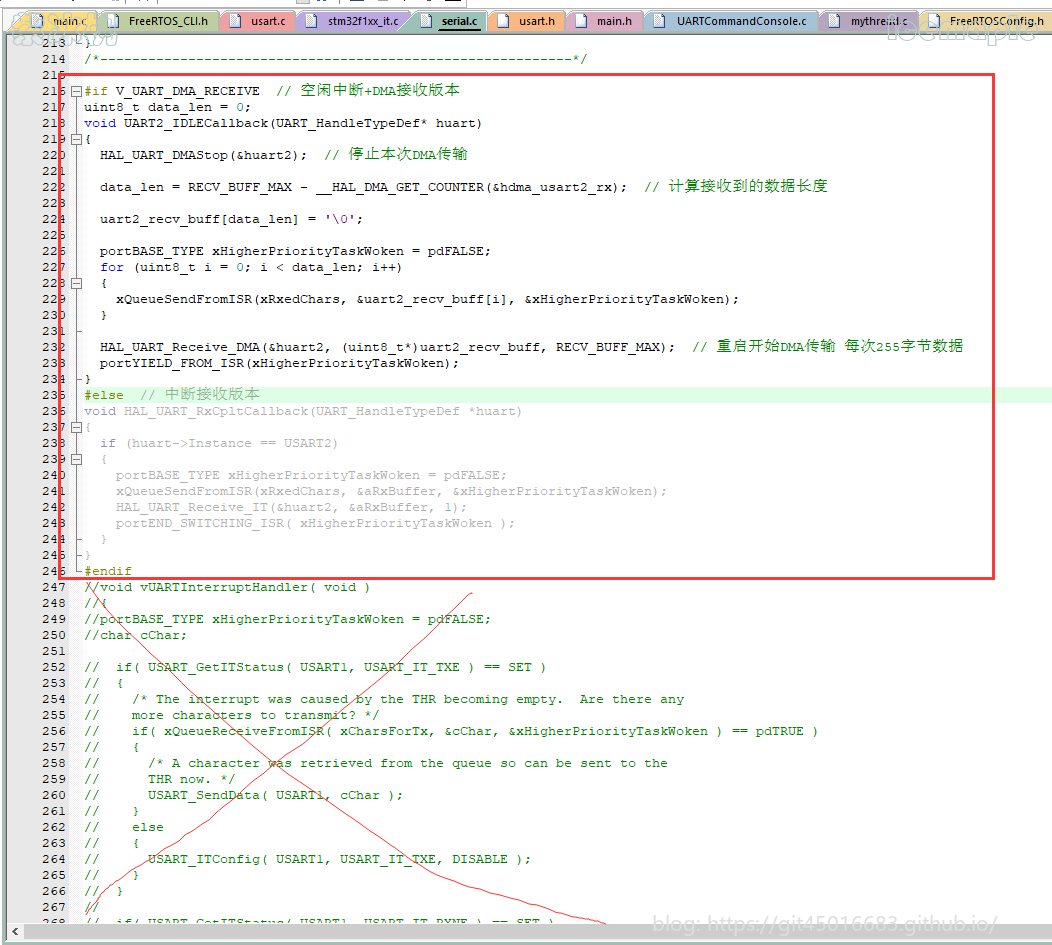 main.c FreeRTOS_CLI.h usart.c stm32f1xx_it.c serial.c usart.h main.h UARTCommandConsole.c mythread.c FreeRTOSConfig.h
leemaple
213 }
214 /*-----------------------------------------------------------*/
215
216 #if V_UART_DMA_RECEIVE  // 空闲中断+DMA接收版本
217 uint8_t data_len = 0;
218 void UART2_IDLECallback(UART_HandleTypeDef* huart)
219 {
220   HAL_UART_DMAStop(&huart2);  // 停止本次DMA传输
221
222   data_len = RECV_BUFF_MAX - __HAL_DMA_GET_COUNTER(&hdma_usart2_rx);  // 计算接收到的数据长度
223
224   uart2_recv_buff[data_len] = '\0';
225
226   portBASE_TYPE xHigherPriorityTaskWoken = pdFALSE;
227   for (uint8_t i = 0; i < data_len; i++)
228   {
229     xQueueSendFromISR(xRxedChars, &uart2_recv_buff[i], &xHigherPriorityTaskWoken);
230   }
231
232   HAL_UART_Receive_DMA(&huart2, (uint8_t*)uart2_recv_buff, RECV_BUFF_MAX);  // 重启开始DMA传输 每次255字节数据
233   portYIELD_FROM_ISR(xHigherPriorityTaskWoken);
234 }
235 #else  // 中断接收版本
236 void HAL_UART_RxCpltCallback(UART_HandleTypeDef *huart)
237 {
238   if (huart->Instance == USART2)
239   {
240     portBASE_TYPE xHigherPriorityTaskWoken = pdFALSE;
241     xQueueSendFromISR(xRxedChars, &aRxBuffer, &xHigherPriorityTaskWoken);
242     HAL_UART_Receive_IT(&huart2, &aRxBuffer, 1);
243     portEND_SWITCHING_ISR( xHigherPriorityTaskWoken );
244   }
245 }
246 #endif
247 //void vUARTInterruptHandler( void )
248 //{
249 //portBASE_TYPE xHigherPriorityTaskWoken = pdFALSE;
250 //char cChar;
251
252 //  if( USART_GetITStatus( USART1, USART_IT_TXE ) == SET )
253 //  {
254 //    /* The interrupt was caused by the THR becoming empty.  Are there any
255 //    more characters to transmit? */
256 //    if( xQueueReceiveFromISR( xCharsForTx, &cChar, &xHigherPriorityTaskWoken ) == pdTRUE )
257 //    {
258 //      /* A character was retrieved from the queue so can be sent to the
259 //      THR now. */
260 //      USART_SendData( USART1, cChar );
261 //    }
262 //    else
263 //    {
264 //      USART_ITConfig( USART1, USART_IT_TXE, DISABLE );
265 //    }
266 //  }
267 //
268 //  if( USART_GetITStatus( USART1, USART_IT_RXNE ) == SET )
blog: https://git45016683.github.io/